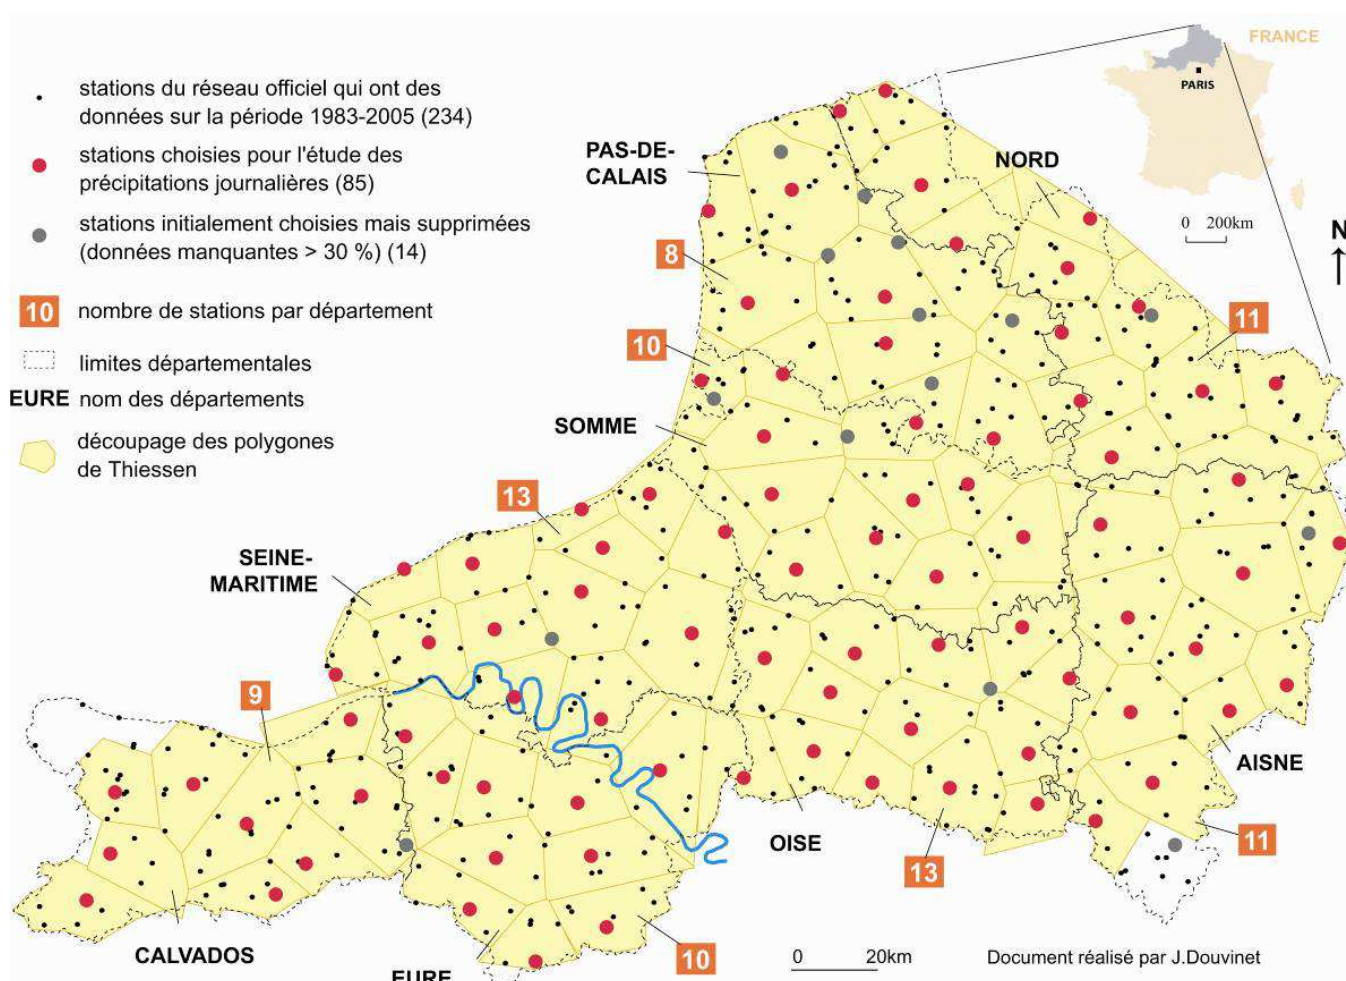 stations du réseau officiel qui ont des
données sur la période 1983-2005 (234)
stations choisies pour l'étude des
précipitations journalières (85)
stations initialement choisies mais supprimées
(données manquantes > 30 %) (14)
10 nombre de stations par département
limites départementales
EURE nom des départements
découpage des polygones
de Thiessen
FRANCE
PARIS
0 200km
N
PAS-DE-
CALAIS
NORD
8
10
11
SOMME
13
SEINE-
MARITIME
9
AISNE
11
OISE
13
CALVADOS
EURE
10
0 20km
Document réalisé par J.Douvinet